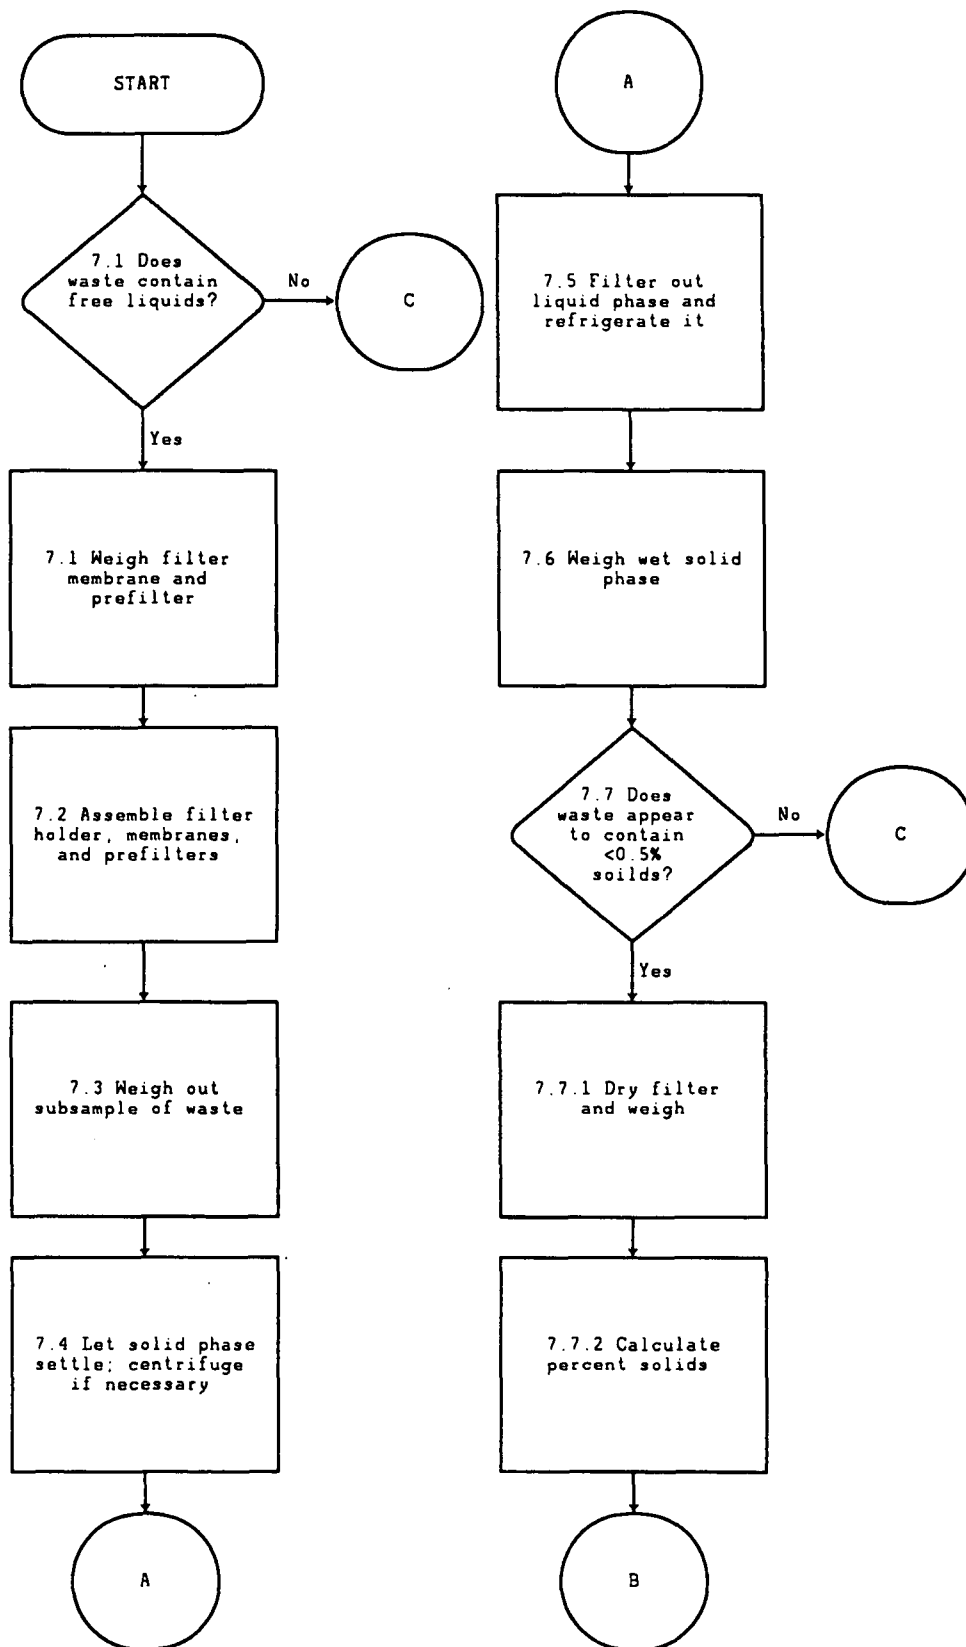 START
7.1 Does
waste contain
free liquids?
No
C
Yes
7.1 Weigh filter
membrane and
prefilter
7.2 Assemble filter
holder, membranes,
and prefilters
7.3 Weigh out
subsample of waste
7.4 Let solid phase
settle; centrifuge
if necessary
A
A
7.5 Filter out
liquid phase and
refrigerate it
7.6 Weigh wet solid
phase
7.7 Does
waste appear
to contain
<0.5%
soilds?
No
C
Yes
7.7.1 Dry filter
and weigh
7.7.2 Calculate
percent solids
B